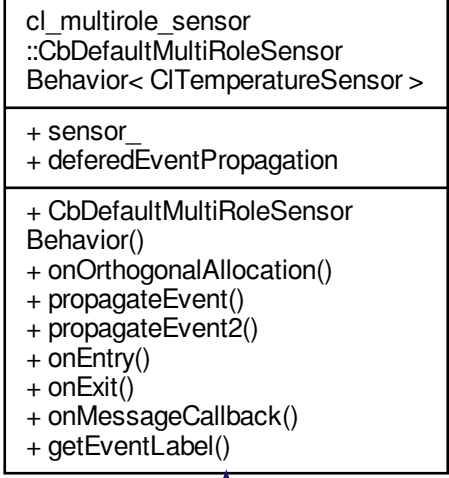 cl_multirole_sensor
::CbDefaultMultiRoleSensor
Behavior< ClTemperatureSensor >
+ sensor_
+ deferedEventPropagation
+ CbDefaultMultiRoleSensor
Behavior()
+ onOrthogonalAllocation()
+ propagateEvent()
+ propagateEvent2()
+ onEntry()
+ onExit()
+ onMessageCallback()
+ getEventLabel()